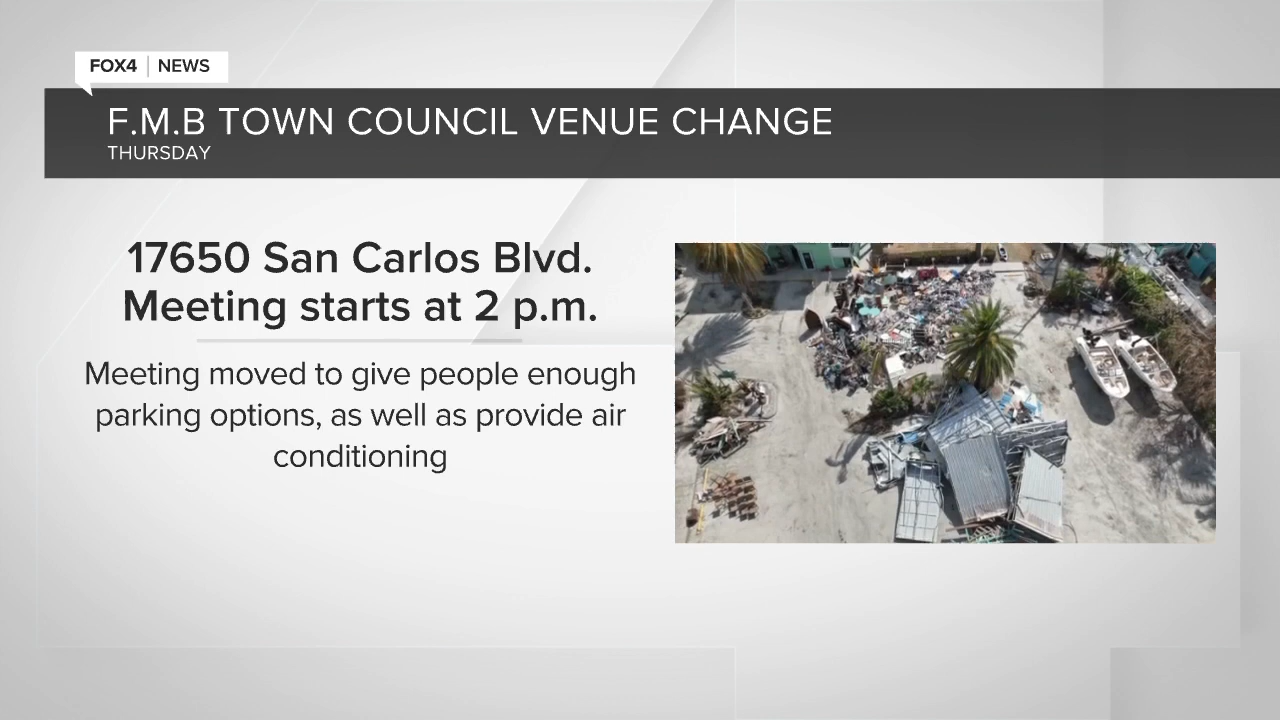 FOX4 | NEWS
F.M.B TOWN COUNCIL VENUE CHANGE
THURSDAY
17650 San Carlos Blvd.
Meeting starts at 2 p.m.
Meeting moved to give people enough
parking options, as well as provide air
conditioning